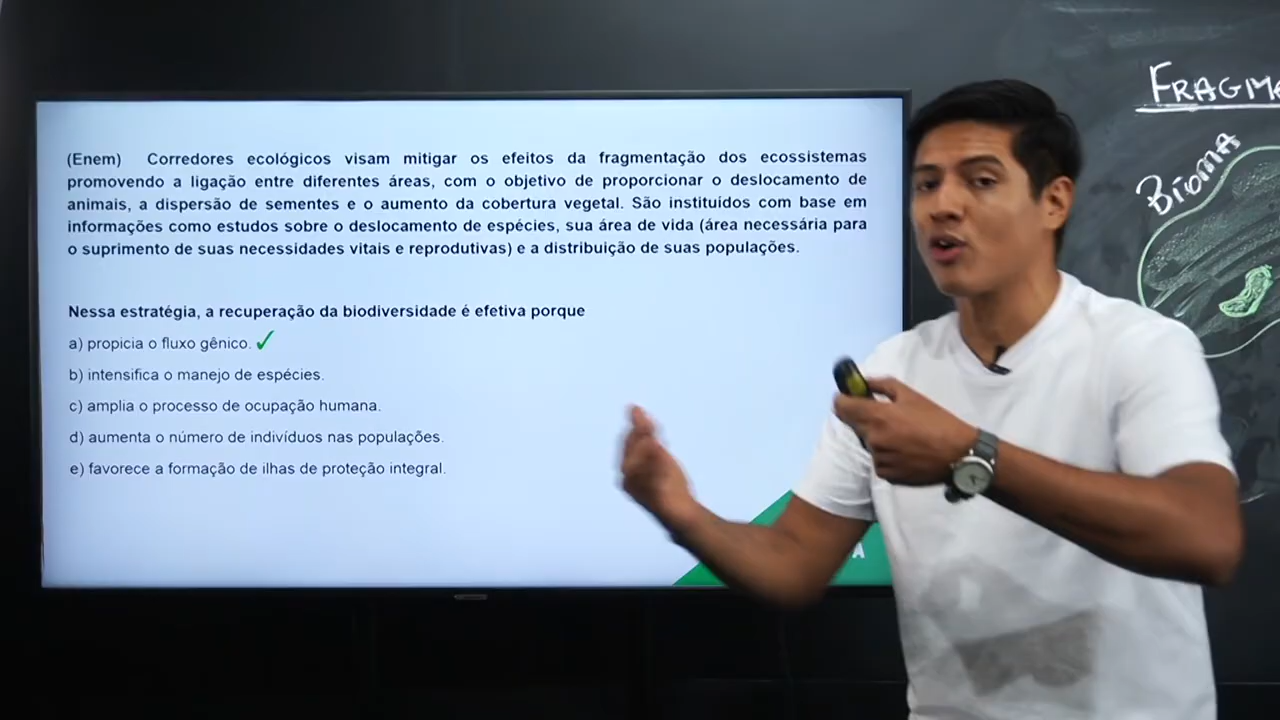 (Enem) Corredores ecológicos visam mitigar os efeitos da fragmentação dos ecossistemas
promovendo a ligação entre diferentes áreas, com o objetivo de proporcionar o deslocamento de
animais, a dispersão de sementes e o aumento da cobertura vegetal. São instituídos com base em
informações como estudos sobre o deslocamento de espécies, sua área de vida (área necessária para
o suprimento de suas necessidades vitais e reprodutivas) e a distribuição de suas populações.
Nessa estratégia, a recuperação da biodiversidade é efetiva porque
a) propicia o fluxo gênico. ✓
b) intensifica o manejo de espécies.
c) amplia o processo de ocupação humana.
d) aumenta o número de indivíduos nas populações.
e) favorece a formação de ilhas de proteção integral.
FRAGM
BIOMA